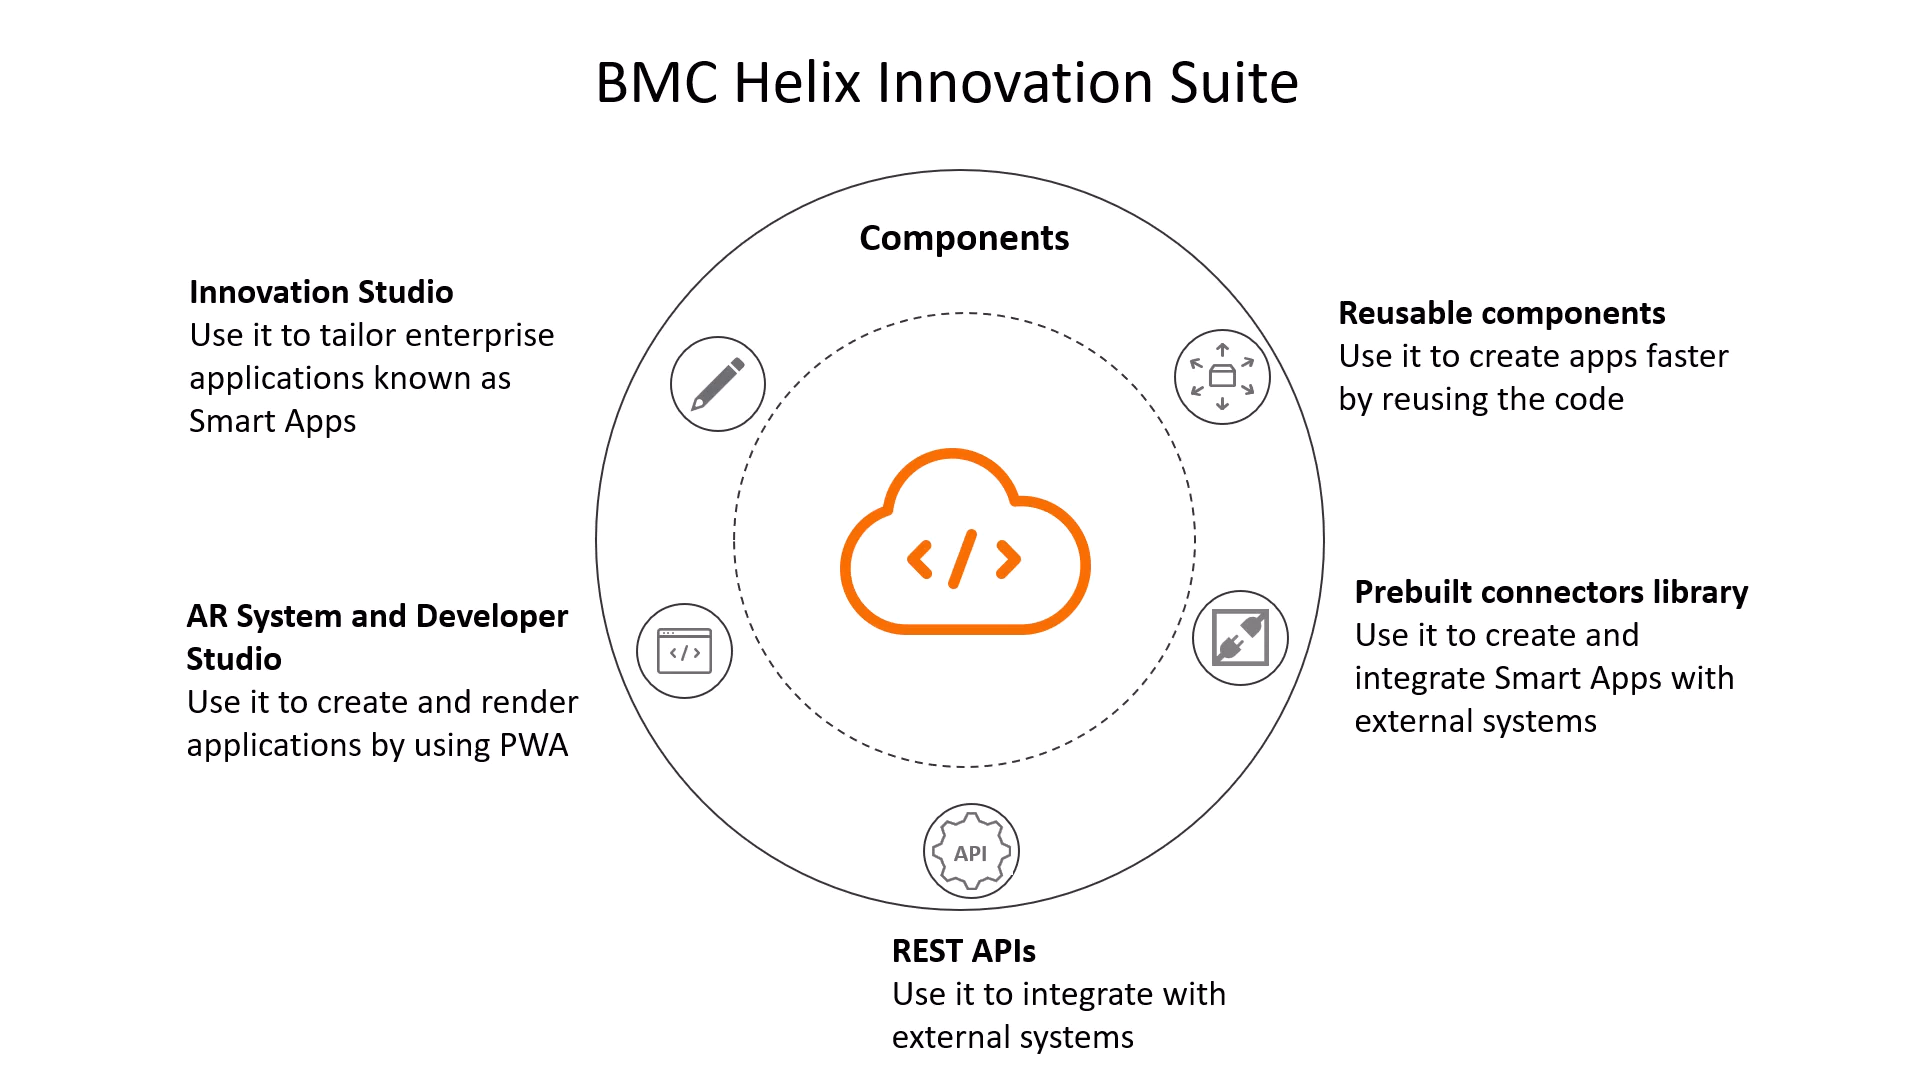 BMC Helix Innovation Suite
Components
Innovation Studio
Use it to tailor enterprise
applications known as
Smart Apps
Reusable components
Use it to create apps faster
by reusing the code
AR System and Developer
Studio
Use it to create and render
applications by using PWA
</>
Prebuilt connectors library
Use it to create and
integrate Smart Apps with
external systems
</>
API
REST APIs
Use it to integrate with
external systems